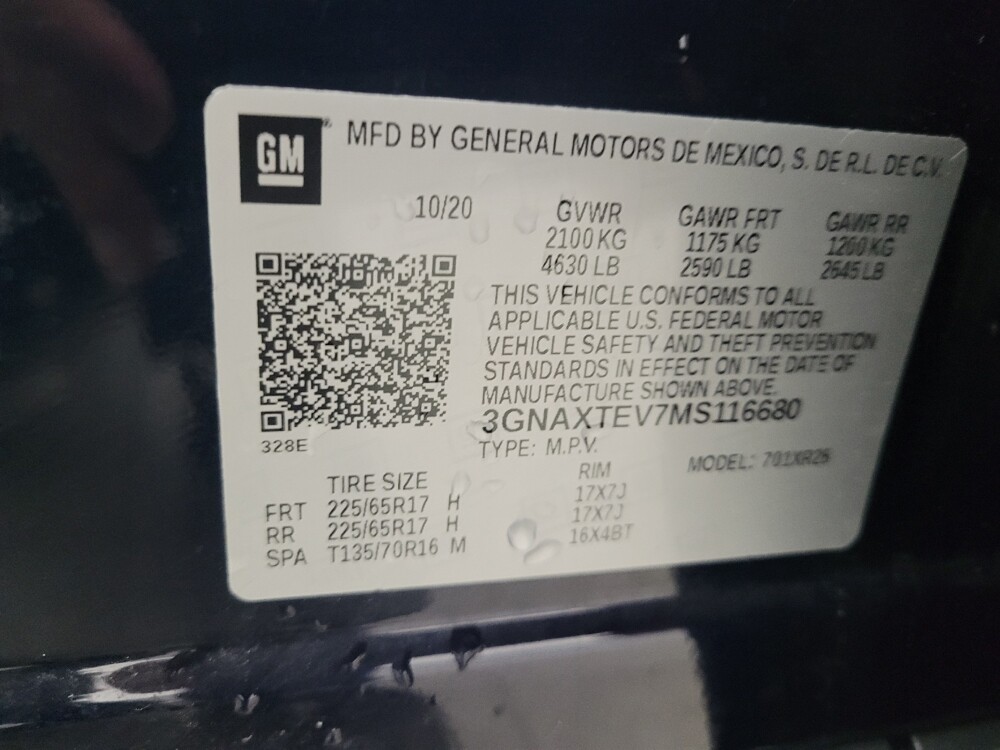 GM® MFD BY GENERAL MOTORS DE MEXICO, S. DE R.L. DE C.V.
10/20 GVWR GAWR FRT GAWR RR
2100 KG 1175 KG 1200 KG
4630 LB 2590 LB 2645 LB
THIS VEHICLE CONFORMS TO ALL
APPLICABLE U.S. FEDERAL MOTOR
VEHICLE SAFETY AND THEFT PREVENTION
STANDARDS IN EFFECT ON THE DATE OF
MANUFACTURE SHOWN ABOVE.
3GNAXTEV7MS116680
328E TYPE: M.P.V. MODEL: 701XR26
TIRE SIZE RIM
FRT 225/65R17 H 17X7J
RR 225/65R17 H 17X7J
SPA T135/70R16 M 16X4BT